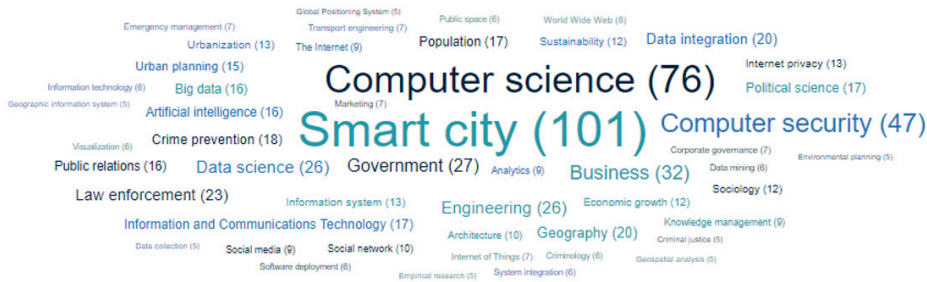 Global Positioning System (5)
Public space (6)
World Wide Web (8)
Emergency management (7)
Transport engineering (7)
Urbanization (13)
The Internet (9)
Population (17)
Sustainability (12)
Data integration (20)
Urban planning (15)
Computer science (76)
Internet privacy (13)
Information technology (6)
Big data (16)
Political science (17)
Geographic information system (5)
Marketing (7)
Artificial intelligence (16)
Smart city (101)
Computer security (47)
Crime prevention (18)
Visualization (6)
Corporate governance (7)
Environmental planning (5)
Public relations (16)
Data science (26)
Government (27)
Analytics (9)
Business (32)
Data mining (6)
Sociology (12)
Law enforcement (23)
Information system (13)
Engineering (26)
Economic growth (12)
Information and Communications Technology (17)
Knowledge management (9)
Architecture (10)
Geography (20)
Criminal justice (5)
Data collection (5)
Social media (9)
Social network (10)
Internet of Things (7)
Criminology (6)
Geospatial analysis (5)
Software deployment (6)
Empirical research (5)
System integration (6)